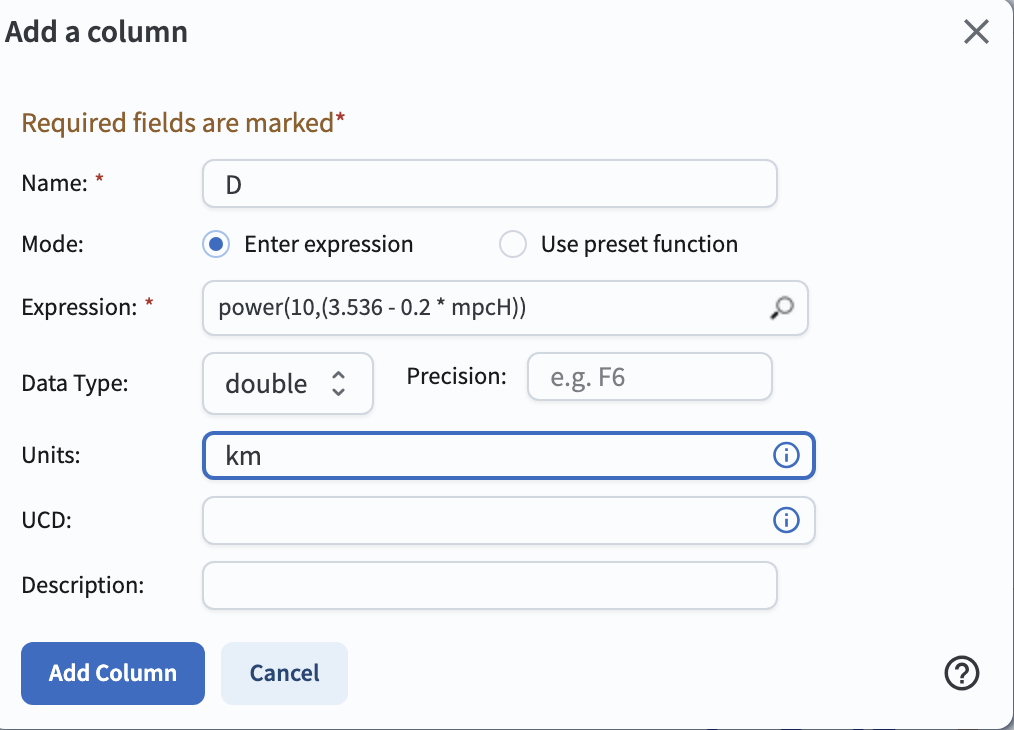 Add a column
Required fields are marked*
Name: * D
Mode: Enter expression Use preset function
Expression: * power(10,(3.536 - 0.2 * mpcH))
Data Type: double Precision: e.g. F6
Units: km
UCD:
Description:
Add Column Cancel